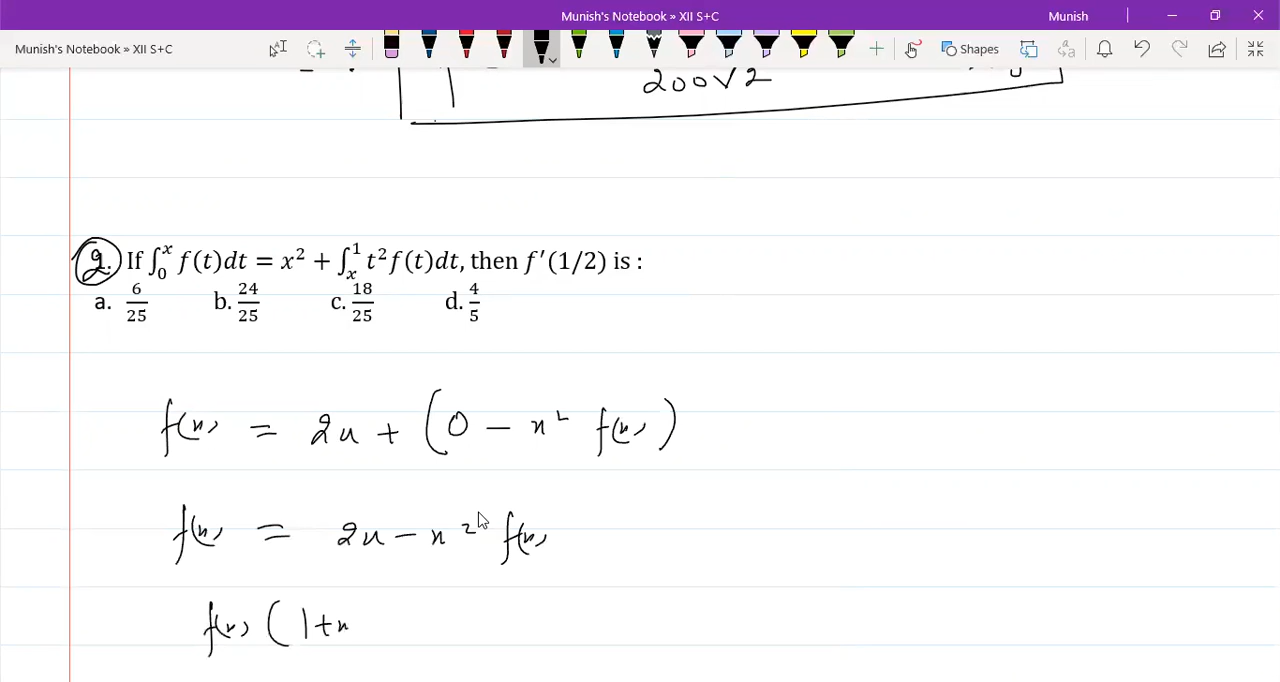 Munish's Notebook » XII S+C
Munish
Munish's Notebook » XII S+C
Shapes
200√2
2. If ∫₀ˣ f(t)dt = x² + ∫ₓ¹ t²f(t)dt, then f′(1/2) is :
a. 6/25 b. 24/25 c. 18/25 d. 4/5
f(x) = 2x + (0 − x² f(x))
f(x) = 2x − x² f(x)
f(x) (1+x